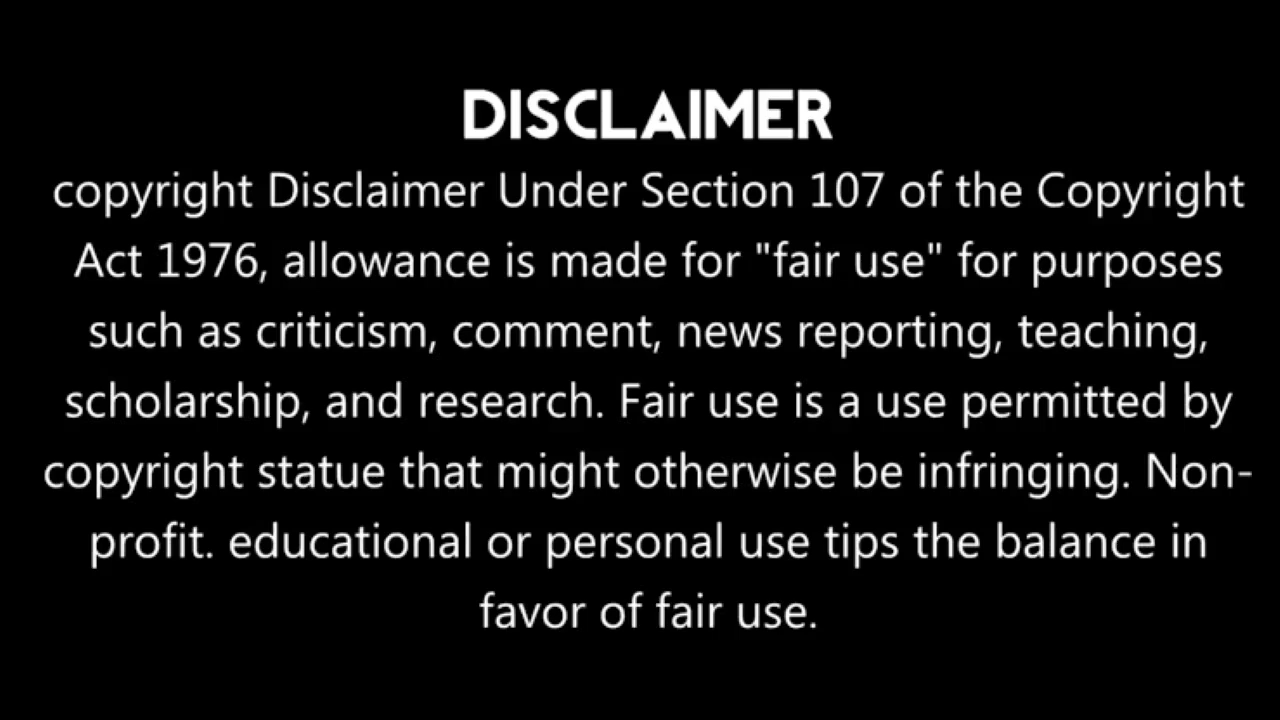 DISCLAIMER
copyright Disclaimer Under Section 107 of the Copyright
Act 1976, allowance is made for "fair use" for purposes
such as criticism, comment, news reporting, teaching,
scholarship, and research. Fair use is a use permitted by
copyright statue that might otherwise be infringing. Non-
profit. educational or personal use tips the balance in
favor of fair use.